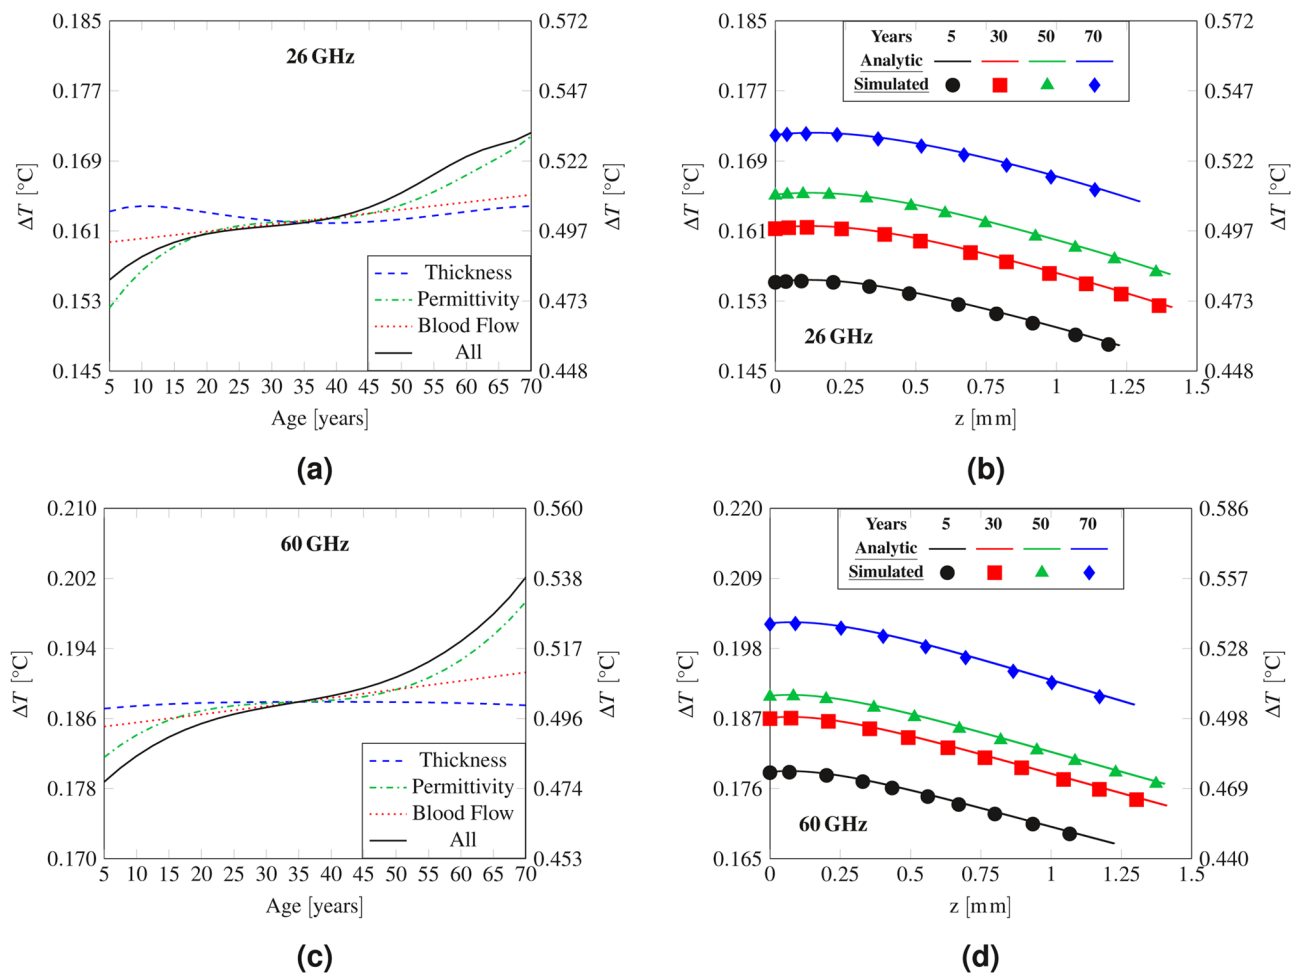 26 GHz
0.185
0.177
0.169
0.161
0.153
0.145
ΔT [°C]
0.572
0.547
0.522
0.497
0.473
0.448
ΔT [°C]
Thickness
Permittivity
Blood Flow
All
5 10 15 20 25 30 35 40 45 50 55 60 65 70
Age [years]
(a)
0.185
0.177
0.169
0.161
0.153
0.145
ΔT [°C]
0.572
0.547
0.522
0.497
0.473
0.448
ΔT [°C]
Years 5 30 50 70
Analytic
Simulated
26 GHz
0 0.25 0.5 0.75 1 1.25 1.5
z [mm]
(b)
60 GHz
0.210
0.202
0.194
0.186
0.178
0.170
ΔT [°C]
0.560
0.538
0.517
0.496
0.474
0.453
ΔT [°C]
Thickness
Permittivity
Blood Flow
All
5 10 15 20 25 30 35 40 45 50 55 60 65 70
Age [years]
(c)
0.220
0.209
0.198
0.187
0.176
0.165
ΔT [°C]
0.586
0.557
0.528
0.498
0.469
0.440
ΔT [°C]
Years 5 30 50 70
Analytic
Simulated
60 GHz
0 0.25 0.5 0.75 1 1.25 1.5
z [mm]
(d)